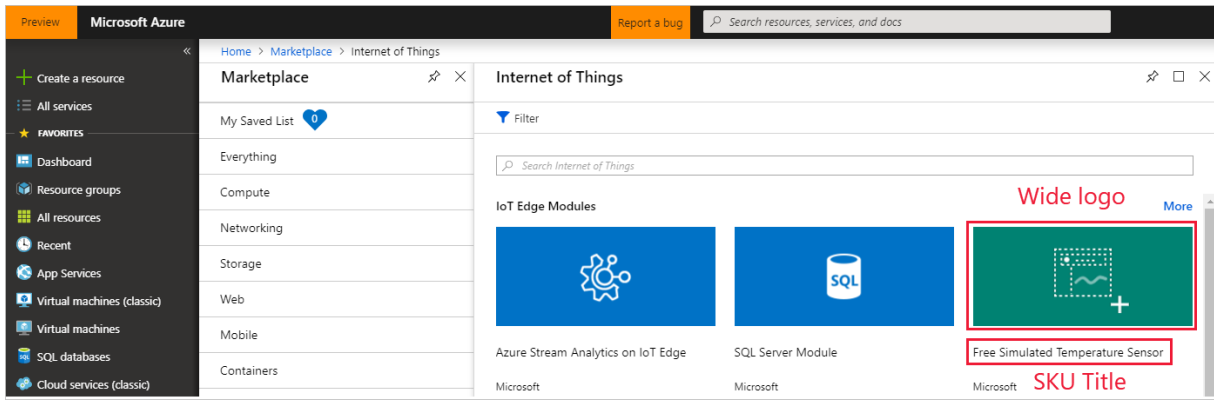 Preview Microsoft Azure Report a bug Search resources, services, and docs
«
Home > Marketplace > Internet of Things
Create a resource
All services
FAVORITES
Dashboard
Resource groups
All resources
Recent
App Services
Virtual machines (classic)
Virtual machines
SQL databases
Cloud services (classic)
Marketplace
My Saved List 0
Everything
Compute
Networking
Storage
Web
Mobile
Containers
Internet of Things
Filter
Search Internet of Things
Wide logo
IoT Edge Modules More
SQL
Azure Stream Analytics on IoT Edge SQL Server Module Free Simulated Temperature Sensor
Microsoft Microsoft Microsoft SKU Title